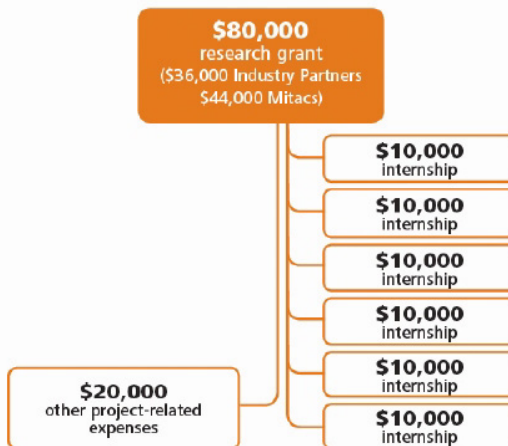 $80,000
research grant
($36,000 Industry Partners
$44,000 Mitacs)
$10,000
internship
$10,000
internship
$10,000
internship
$10,000
internship
$10,000
internship
$10,000
internship
$20,000
other project-related
expenses